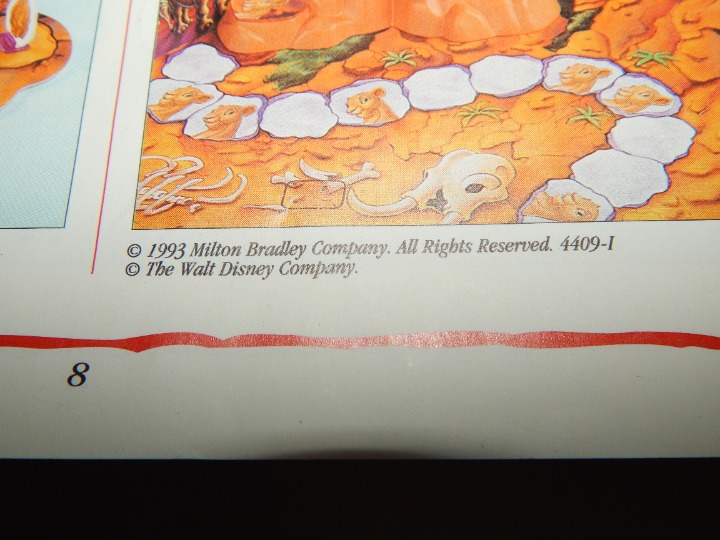 © 1993 Milton Bradley Company. All Rights Reserved. 4409-I
© The Walt Disney Company.
8